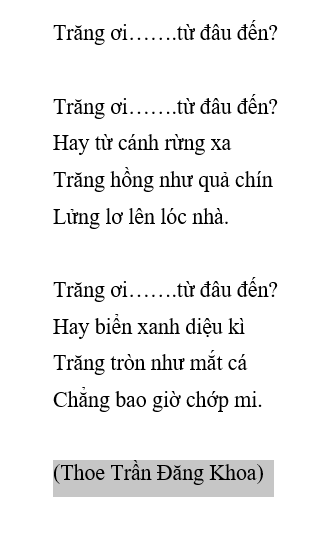 Trăng ơi…….từ đâu đến?
Trăng ơi…….từ đâu đến?
Hay từ cánh rừng xa
Trăng hồng như quả chín
Lửng lơ lên lóc nhà.
Trăng ơi…….từ đâu đến?
Hay biển xanh diệu kì
Trăng tròn như mắt cá
Chẳng bao giờ chớp mi.
(Thoe Trần Đăng Khoa)